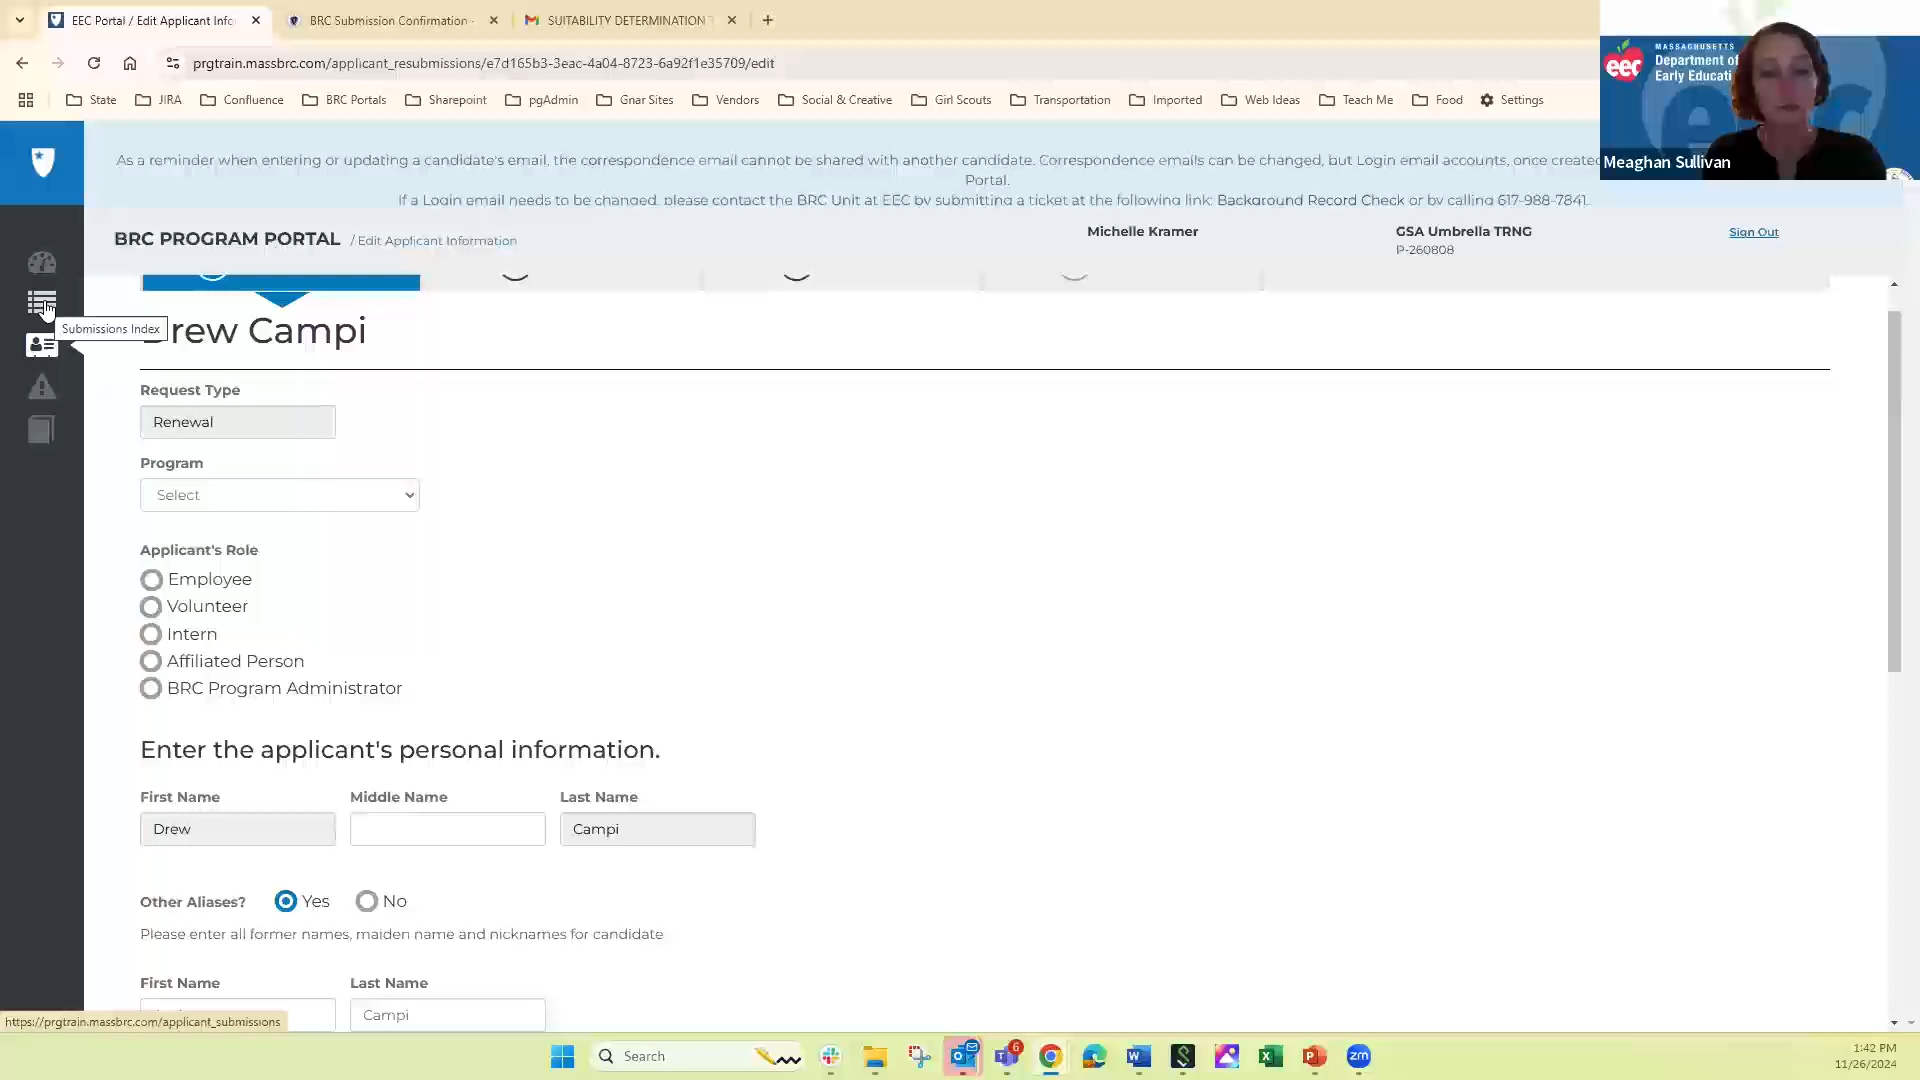 EEC Portal / Edit Applicant Info
BRC Submission Confirmation -
SUITABILITY DETERMINATION
prgtrain.massbrc.com/applicant_resubmissions/e7d165b3-3eac-4a04-8723-6a92f1e35709/edit
State JIRA Confluence BRC Portals Sharepoint pgAdmin Gnar Sites Vendors Social & Creative Girl Scouts Transportation Imported Web Ideas Teach Me Food Settings
MASSACHUSETTS
Department of
Early Educati
eec
Meaghan Sullivan
As a reminder when entering or updating a candidate's email, the correspondence email cannot be shared with another candidate. Correspondence emails can be changed, but Login email accounts, once created
Portal.
If a Login email needs to be changed, please contact the BRC Unit at EEC by submitting a ticket at the following link: Background Record Check or by calling 617-988-7841.
BRC PROGRAM PORTAL / Edit Applicant Information
Michelle Kramer
GSA Umbrella TRNG
P-260808
Sign Out
Submissions Index
rew Campi
Request Type
Renewal
Program
Select
Applicant's Role
Employee
Volunteer
Intern
Affiliated Person
BRC Program Administrator
Enter the applicant's personal information.
First Name Middle Name Last Name
Drew Campi
Other Aliases? Yes No
Please enter all former names, maiden name and nicknames for candidate
First Name Last Name
Campi
https://prgtrain.massbrc.com/applicant_submissions
Search
6
zm
1:42 PM
11/26/2024